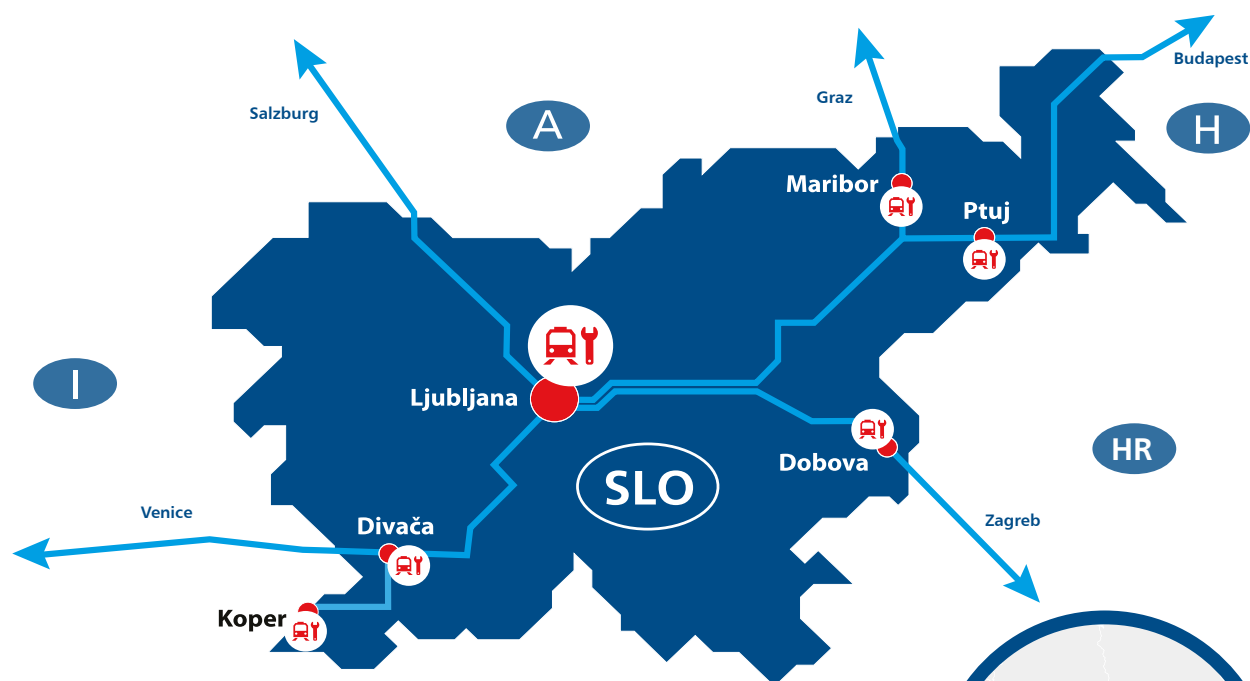 Budapest
Graz
Salzburg
A
H
Maribor
Ptuj
I
Ljubljana
HR
Dobova
SLO
Venice
Zagreb
Divača
Koper